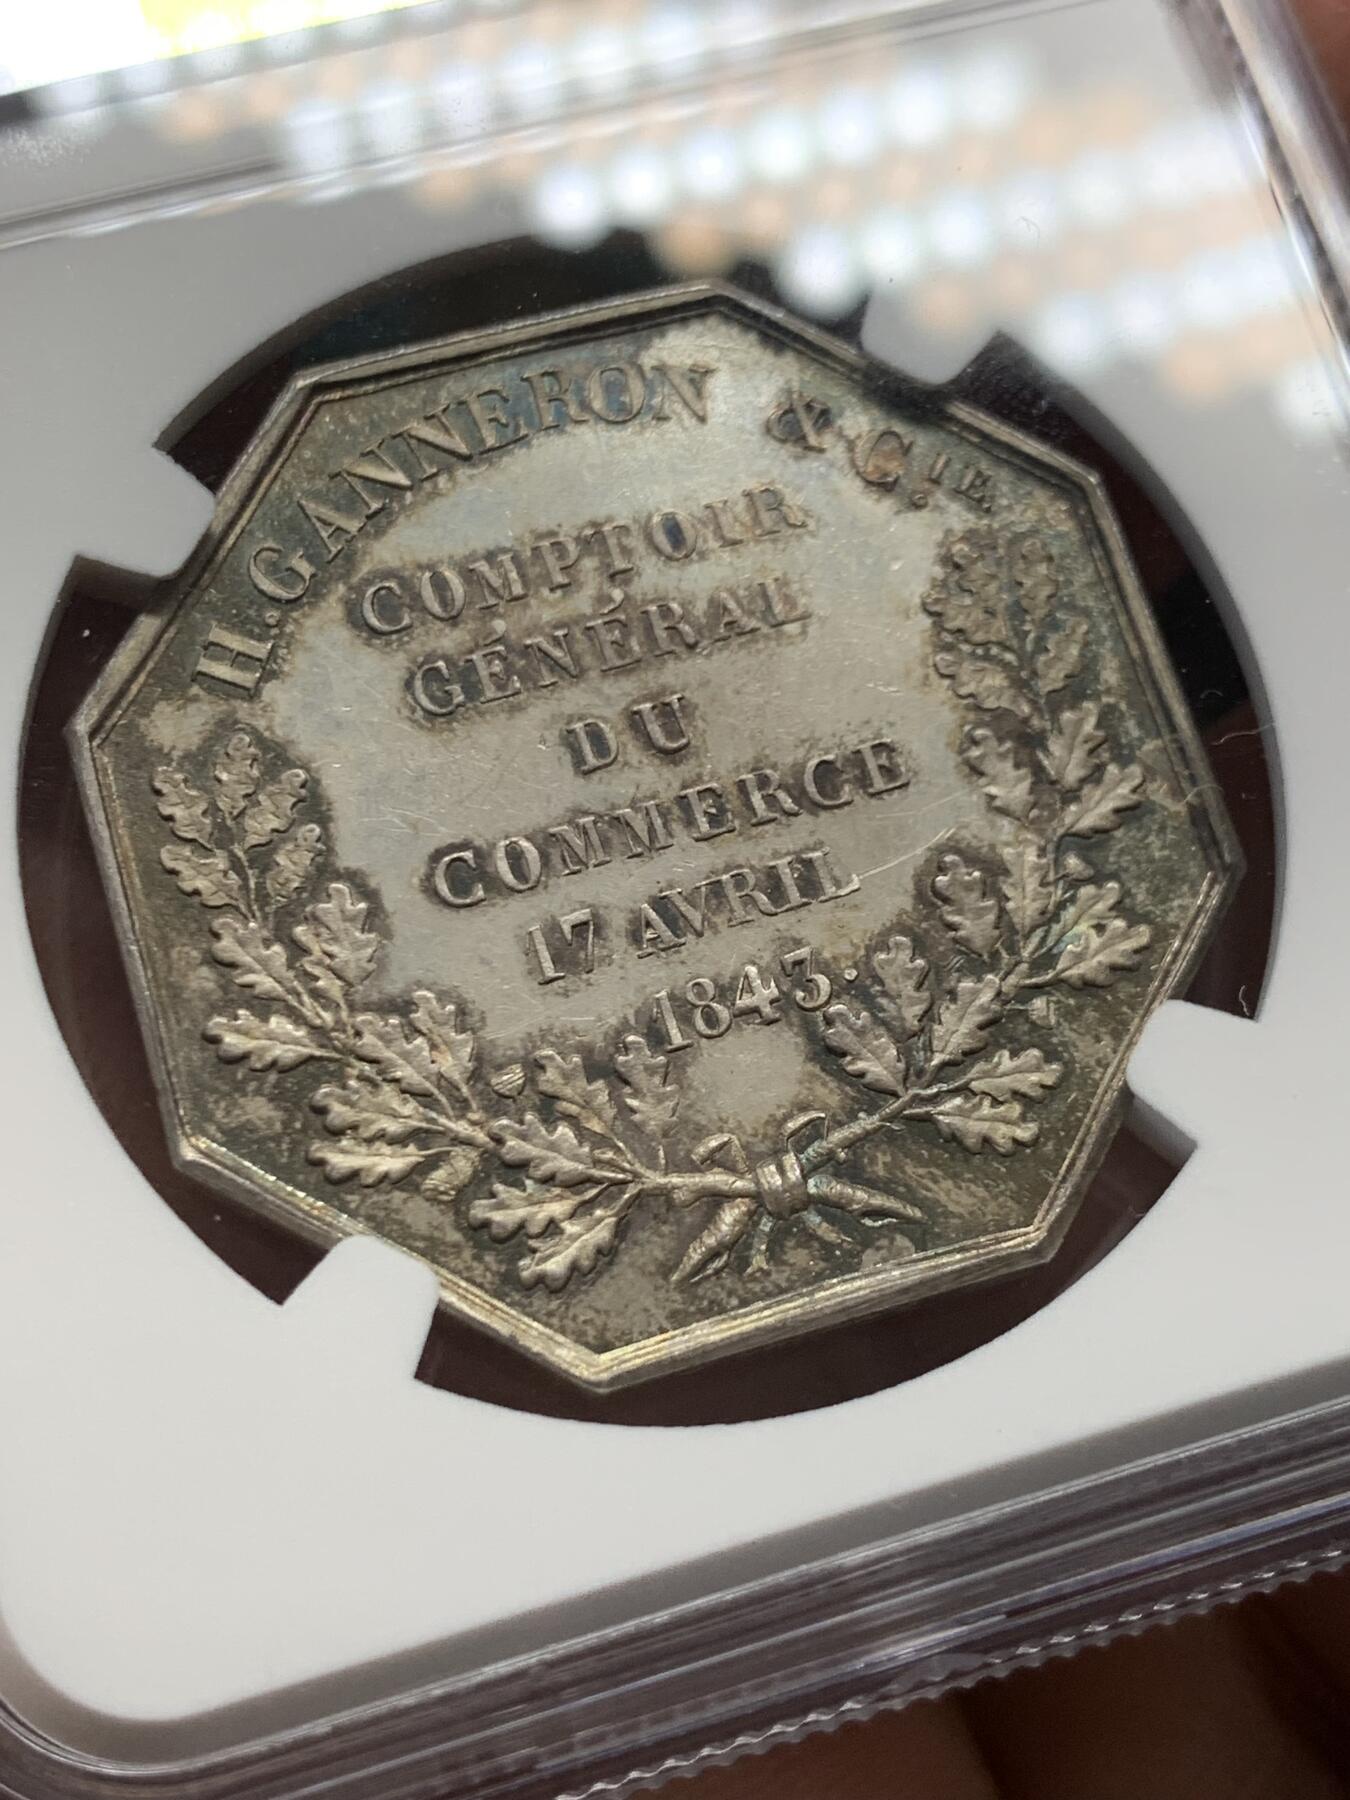 H. GANNERON & C.IE
COMPTOIR
GÉNÉRAL
DU
COMMERCE
17 AVRIL
1843.